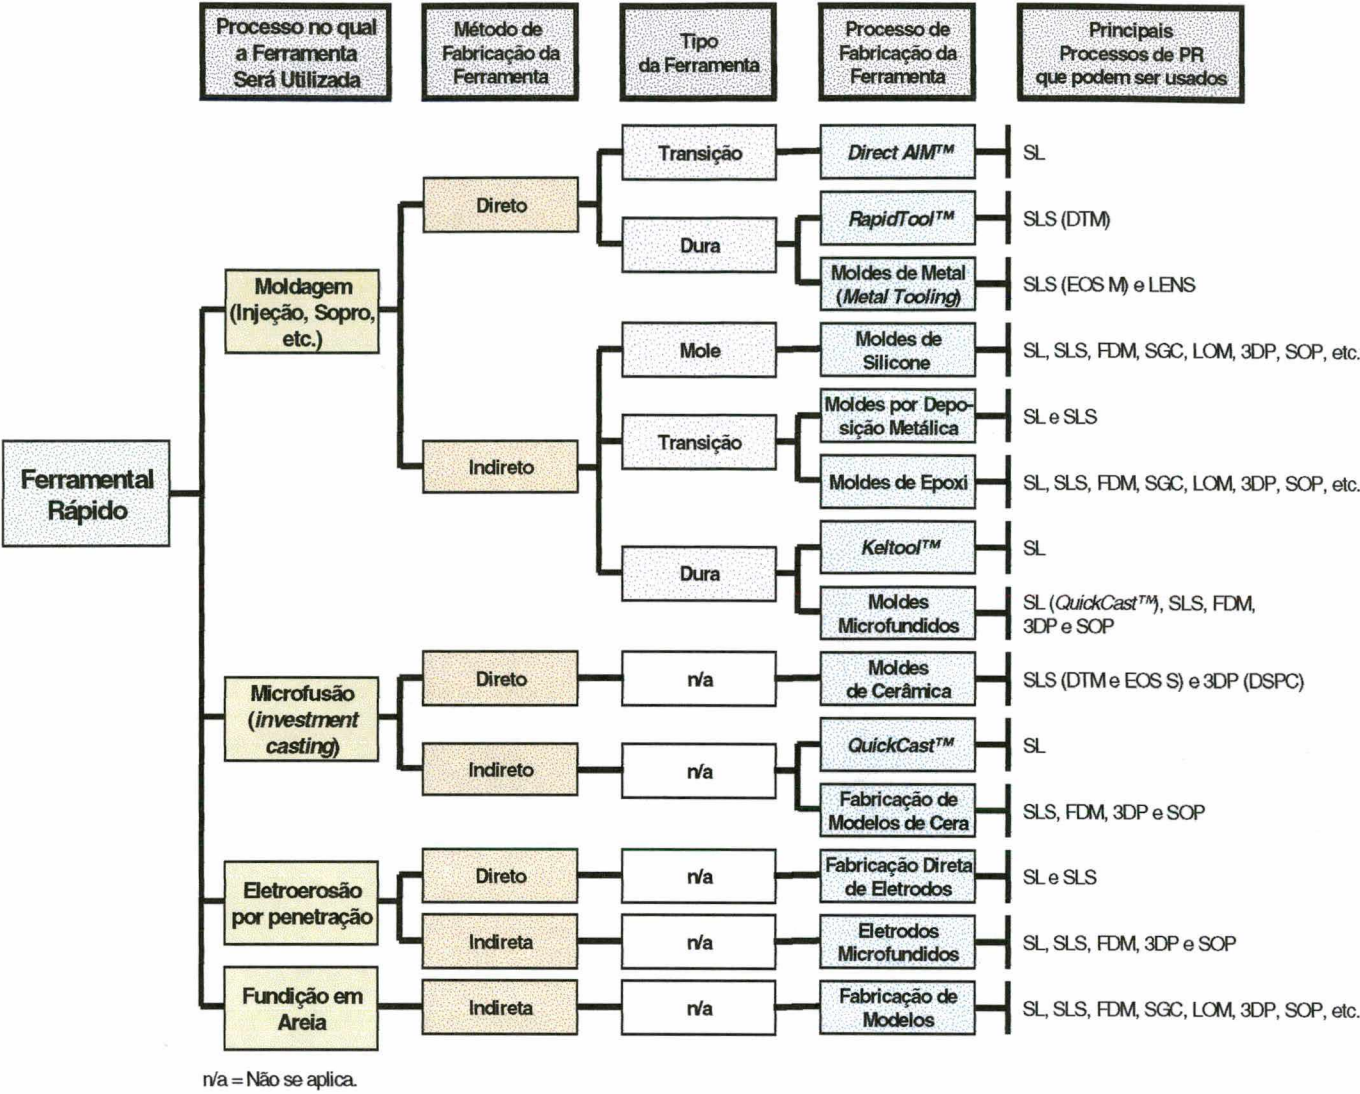 Processo no qual
a Ferramenta
Será Utilizada
Método de
Fabricação da
Ferramenta
Tipo
da Ferramenta
Processo de
Fabricação da
Ferramenta
Principais
Processos de PR
que podem ser usados
Ferramental
Rápido
Moldagem
(Injeção, Sopro,
etc.)
Direto
Transição
Direct AIM™
SL
Dura
RapidTool™
SLS (DTM)
Moldes de Metal
(Metal Tooling)
SLS (EOS M) e LENS
Indireto
Mole
Moldes de
Silicone
SL, SLS, FDM, SGC, LOM, 3DP, SOP, etc.
Transição
Moldes por Depo-
sição Metálica
SL e SLS
Moldes de Epoxi
SL, SLS, FDM, SGC, LOM, 3DP, SOP, etc.
Dura
Keltool™
SL
Moldes
Microfundidos
SL (QuickCast™), SLS, FDM,
3DP e SOP
Microfusão
(investment
casting)
Direto
n/a
Moldes
de Cerâmica
SLS (DTM e EOS S) e 3DP (DSPC)
Indireto
n/a
QuickCast™
SL
Fabricação de
Modelos de Cera
SLS, FDM, 3DP e SOP
Eletroerosão
por penetração
Direto
n/a
Fabricação Direta
de Eletrodos
SL e SLS
Indireta
n/a
Eletrodos
Microfundidos
SL, SLS, FDM, 3DP e SOP
Fundição em
Areia
Indireta
n/a
Fabricação de
Modelos
SL, SLS, FDM, SGC, LOM, 3DP, SOP, etc.
n/a = Não se aplica.